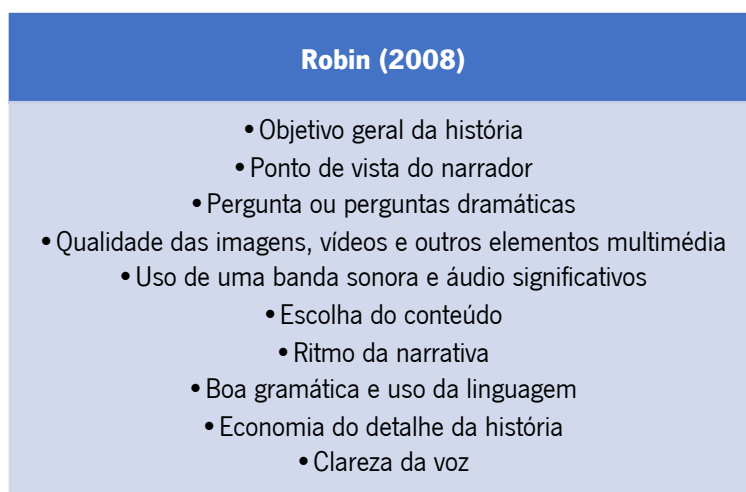 Robin (2008)
• Objetivo geral da história
• Ponto de vista do narrador
• Pergunta ou perguntas dramáticas
• Qualidade das imagens, vídeos e outros elementos multimédia
• Uso de uma banda sonora e áudio significativos
• Escolha do conteúdo
• Ritmo da narrativa
• Boa gramática e uso da linguagem
• Economia do detalhe da história
• Clareza da voz